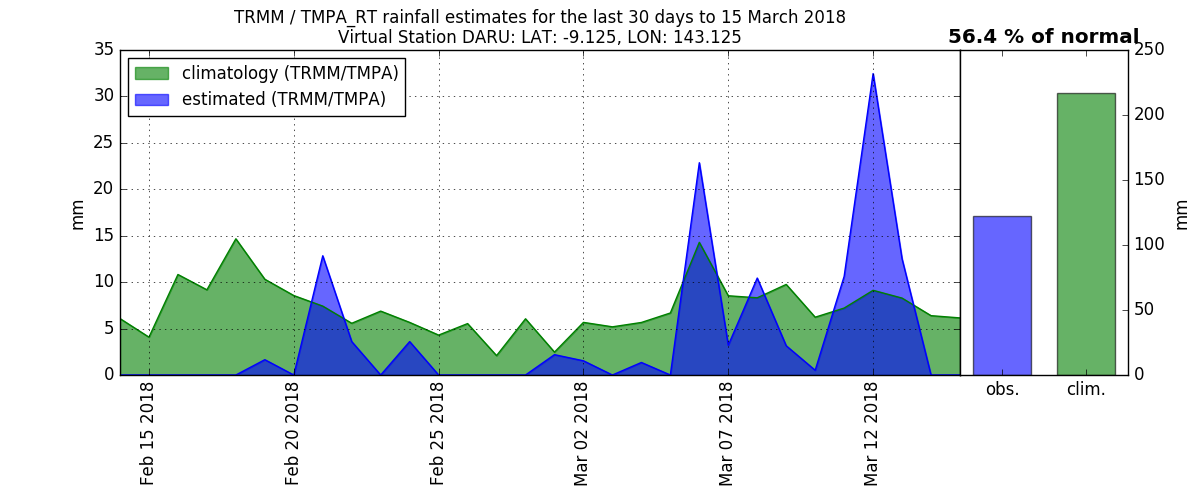 TRMM / TMPA_RT rainfall estimates for the last 30 days to 15 March 2018
Virtual Station DARU: LAT: -9.125, LON: 143.125
56.4 % of normal
climatology (TRMM/TMPA)
estimated (TRMM/TMPA)
35
30
25
20
15
10
5
0
mm
Feb 15 2018
Feb 20 2018
Feb 25 2018
Mar 02 2018
Mar 07 2018
Mar 12 2018
250
200
150
100
50
0
mm
obs.
clim.